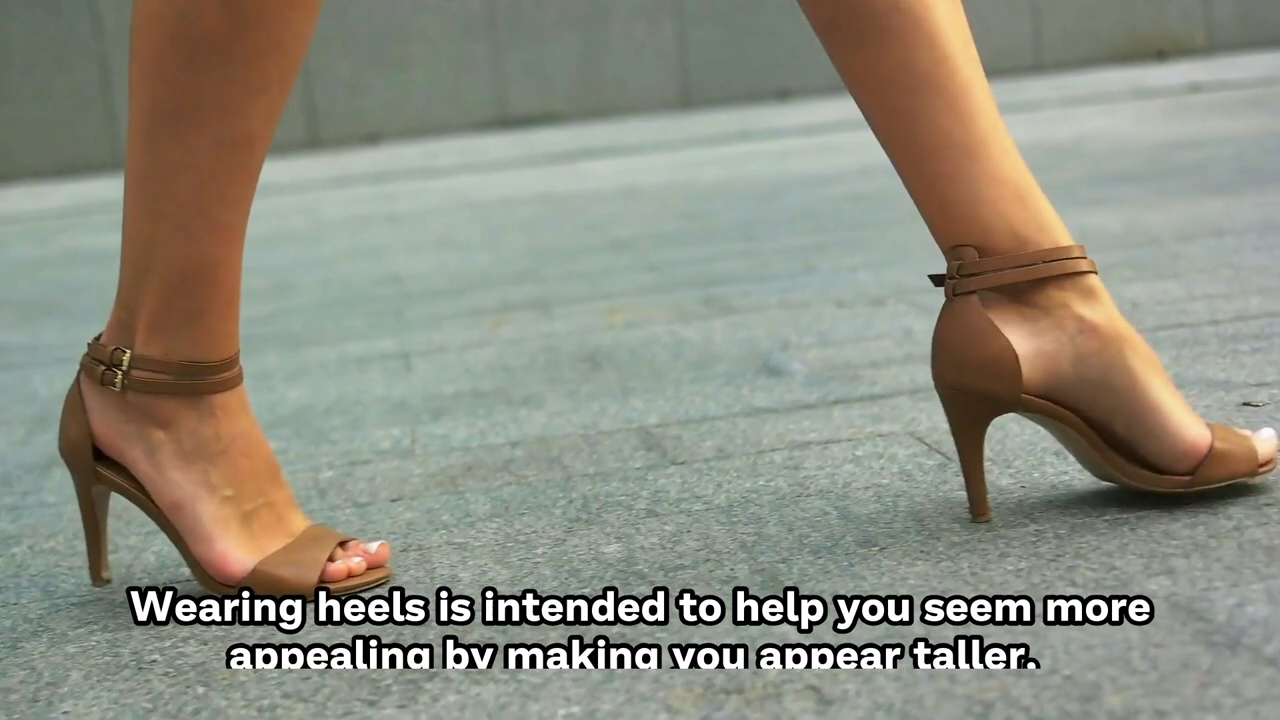 Wearing heels is intended to help you seem more
appealing by making you appear taller.